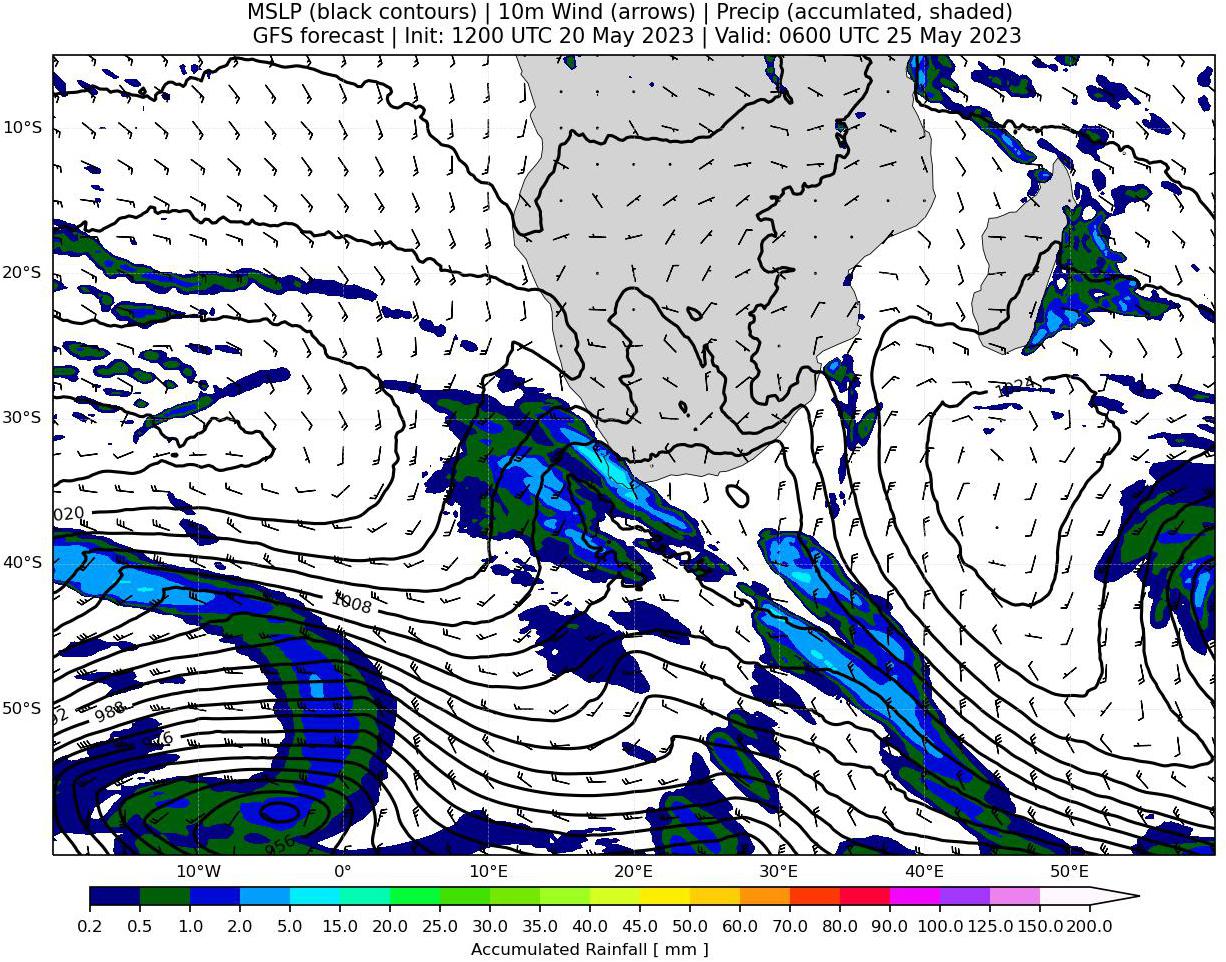 MSLP (black contours) | 10m Wind (arrows) | Precip (accumlated, shaded)
GFS forecast | Init: 1200 UTC 20 May 2023 | Valid: 0600 UTC 25 May 2023
10°S
20°S
1024
30°S
020
40°S
1008
50°S
02
988
956
10°W 0° 10°E 20°E 30°E 40°E 50°E
0.2 0.5 1.0 2.0 5.0 15.0 20.0 25.0 30.0 35.0 40.0 45.0 50.0 60.0 70.0 80.0 90.0 100.0 125.0 150.0 200.0
Accumulated Rainfall [ mm ]